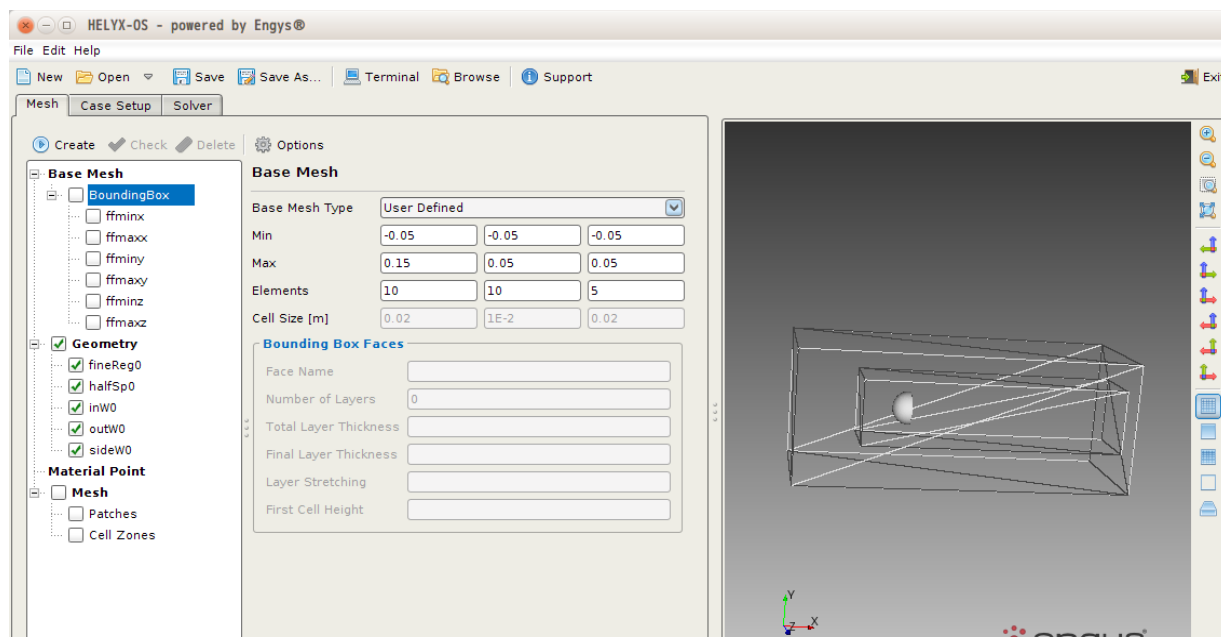 HELYX-OS - powered by Engys®
File Edit Help
New Open Save Save As... Terminal Browse Support
Mesh Case Setup Solver
Create Check Delete Options
Base Mesh
BoundingBox
ffminx
ffmaxx
ffminy
ffmaxy
ffminz
ffmaxz
Geometry
fineReg0
halfSp0
inW0
outW0
sideW0
Material Point
Mesh
Patches
Cell Zones
Base Mesh
Base Mesh Type User Defined
Min -0.05 -0.05 -0.05
Max 0.15 0.05 0.05
Elements 10 10 5
Cell Size [m] 0.02 1E-2 0.02
Bounding Box Faces
Face Name
Number of Layers 0
Total Layer Thickness
Final Layer Thickness
Layer Stretching
First Cell Height
Y
Z X